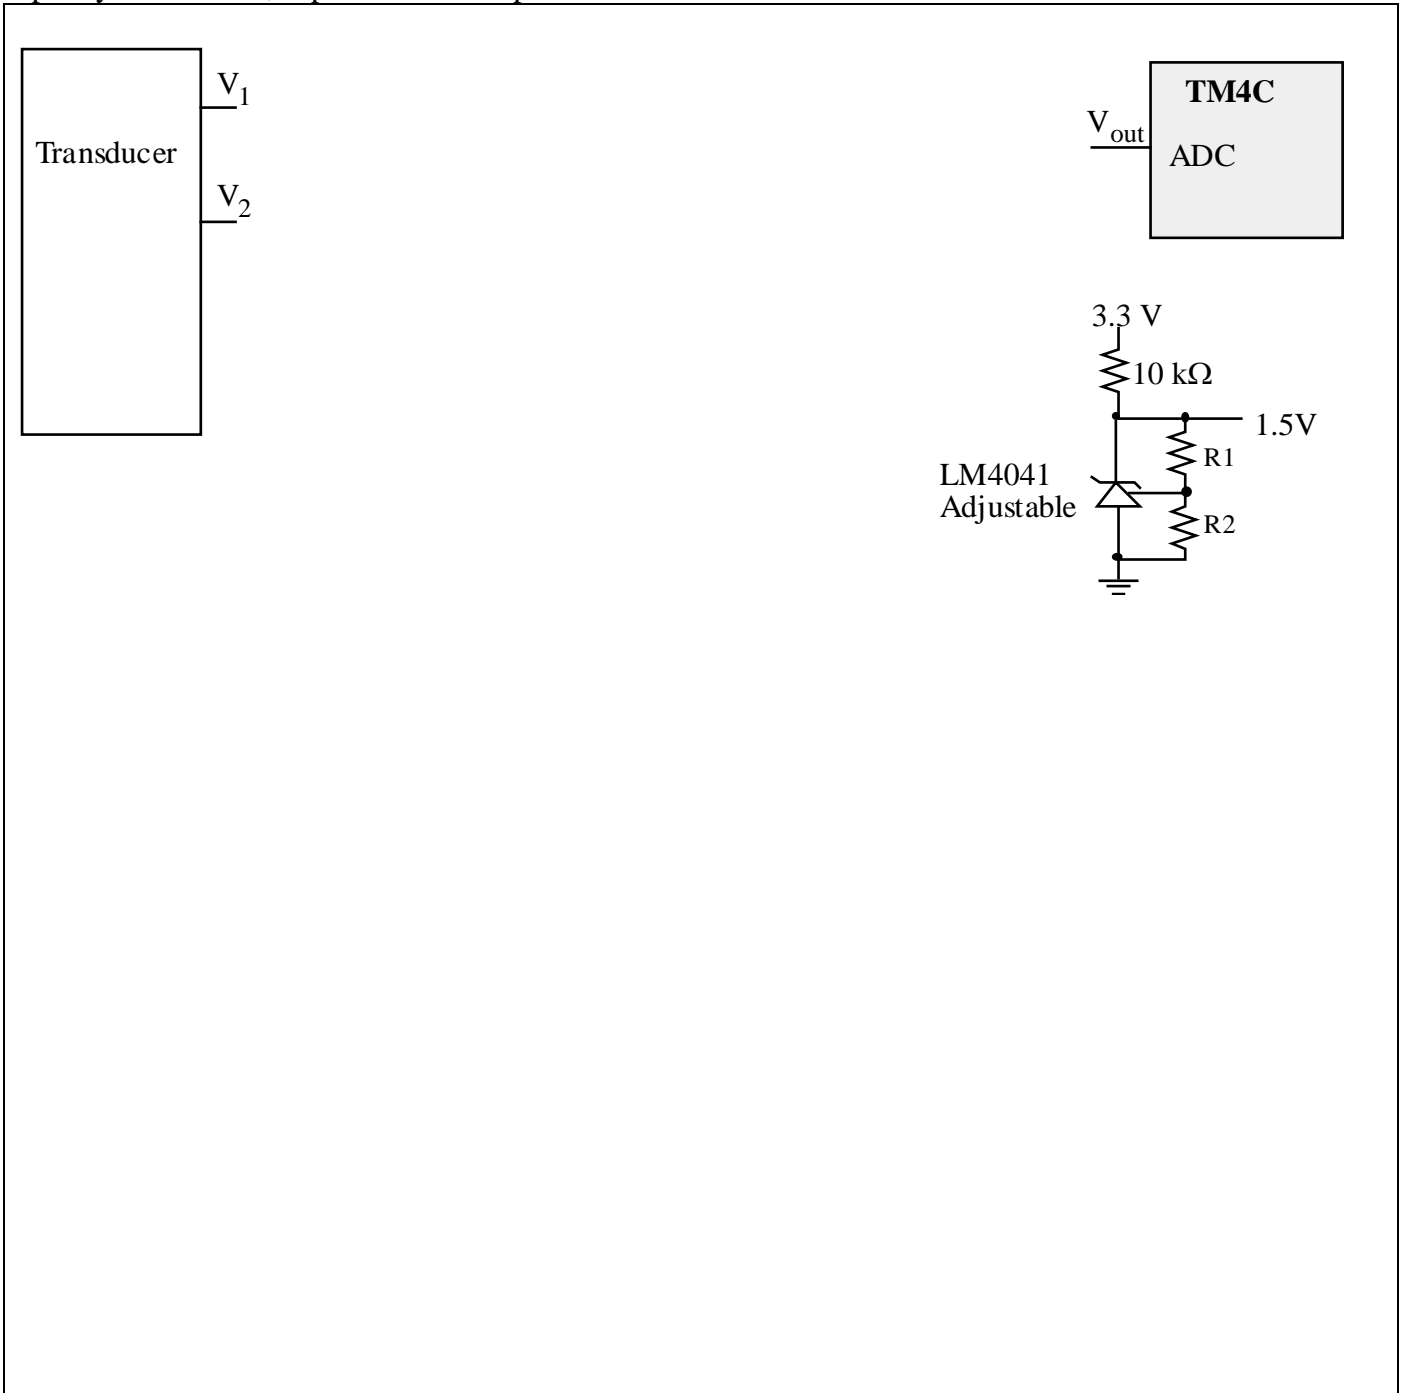 V1
Transducer
V2
TM4C
Vout
ADC
3.3 V
10 kΩ
1.5V
R1
LM4041
Adjustable
R2